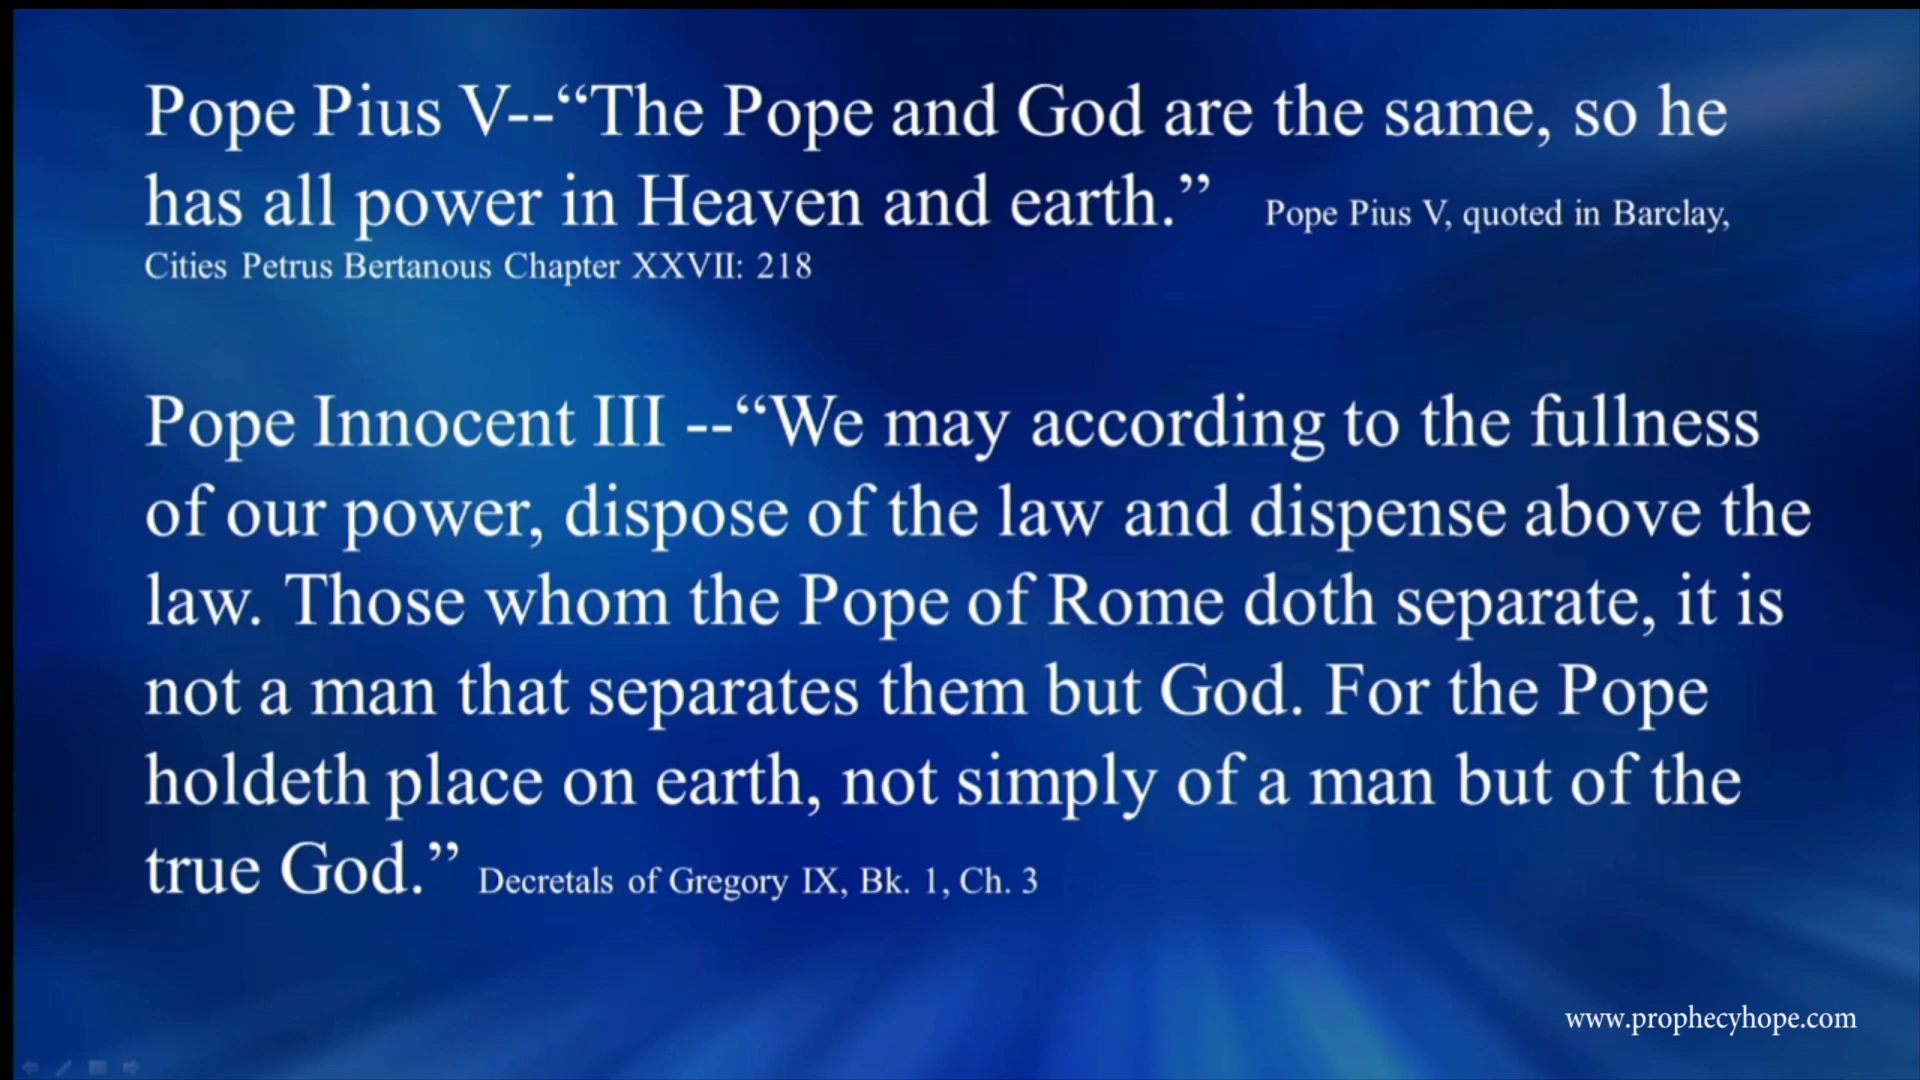 Pope Pius V--“The Pope and God are the same, so he
has all power in Heaven and earth.” Pope Pius V, quoted in Barclay,
Cities Petrus Bertanous Chapter XXVII: 218
Pope Innocent III --“We may according to the fullness
of our power, dispose of the law and dispense above the
law. Those whom the Pope of Rome doth separate, it is
not a man that separates them but God. For the Pope
holdeth place on earth, not simply of a man but of the
true God.” Decretals of Gregory IX, Bk. 1, Ch. 3
www.prophecyhope.com